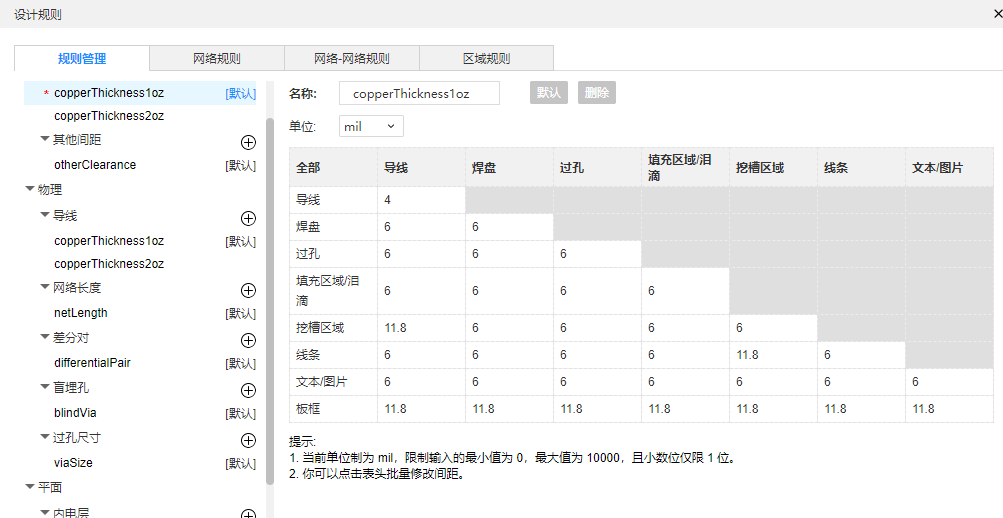 设计规则
规则管理 网络规则 网络-网络规则 区域规则
* copperThickness1oz [默认]
copperThickness2oz
其他间距
otherClearance [默认]
物理
导线
copperThickness1oz [默认]
copperThickness2oz
网络长度
netLength [默认]
差分对
differentialPair [默认]
盲埋孔
blindVia [默认]
过孔尺寸
viaSize [默认]
平面
内电层
名称: copperThickness1oz 默认 删除
单位: mil
全部 导线 焊盘 过孔 填充区域/泪滴 挖槽区域 线条 文本/图片
导线 4
焊盘 6 6
过孔 6 6 6
填充区域/泪滴 6 6 6 6
挖槽区域 11.8 6 6 6 6
线条 6 6 6 6 11.8 6
文本/图片 6 6 6 6 6 6 6
板框 11.8 11.8 11.8 11.8 11.8 11.8 11.8
提示:
1. 当前单位制为 mil，限制输入的最小值为 0，最大值为 10000，且小数位仅限 1 位。
2. 你可以点击表头批量修改间距。